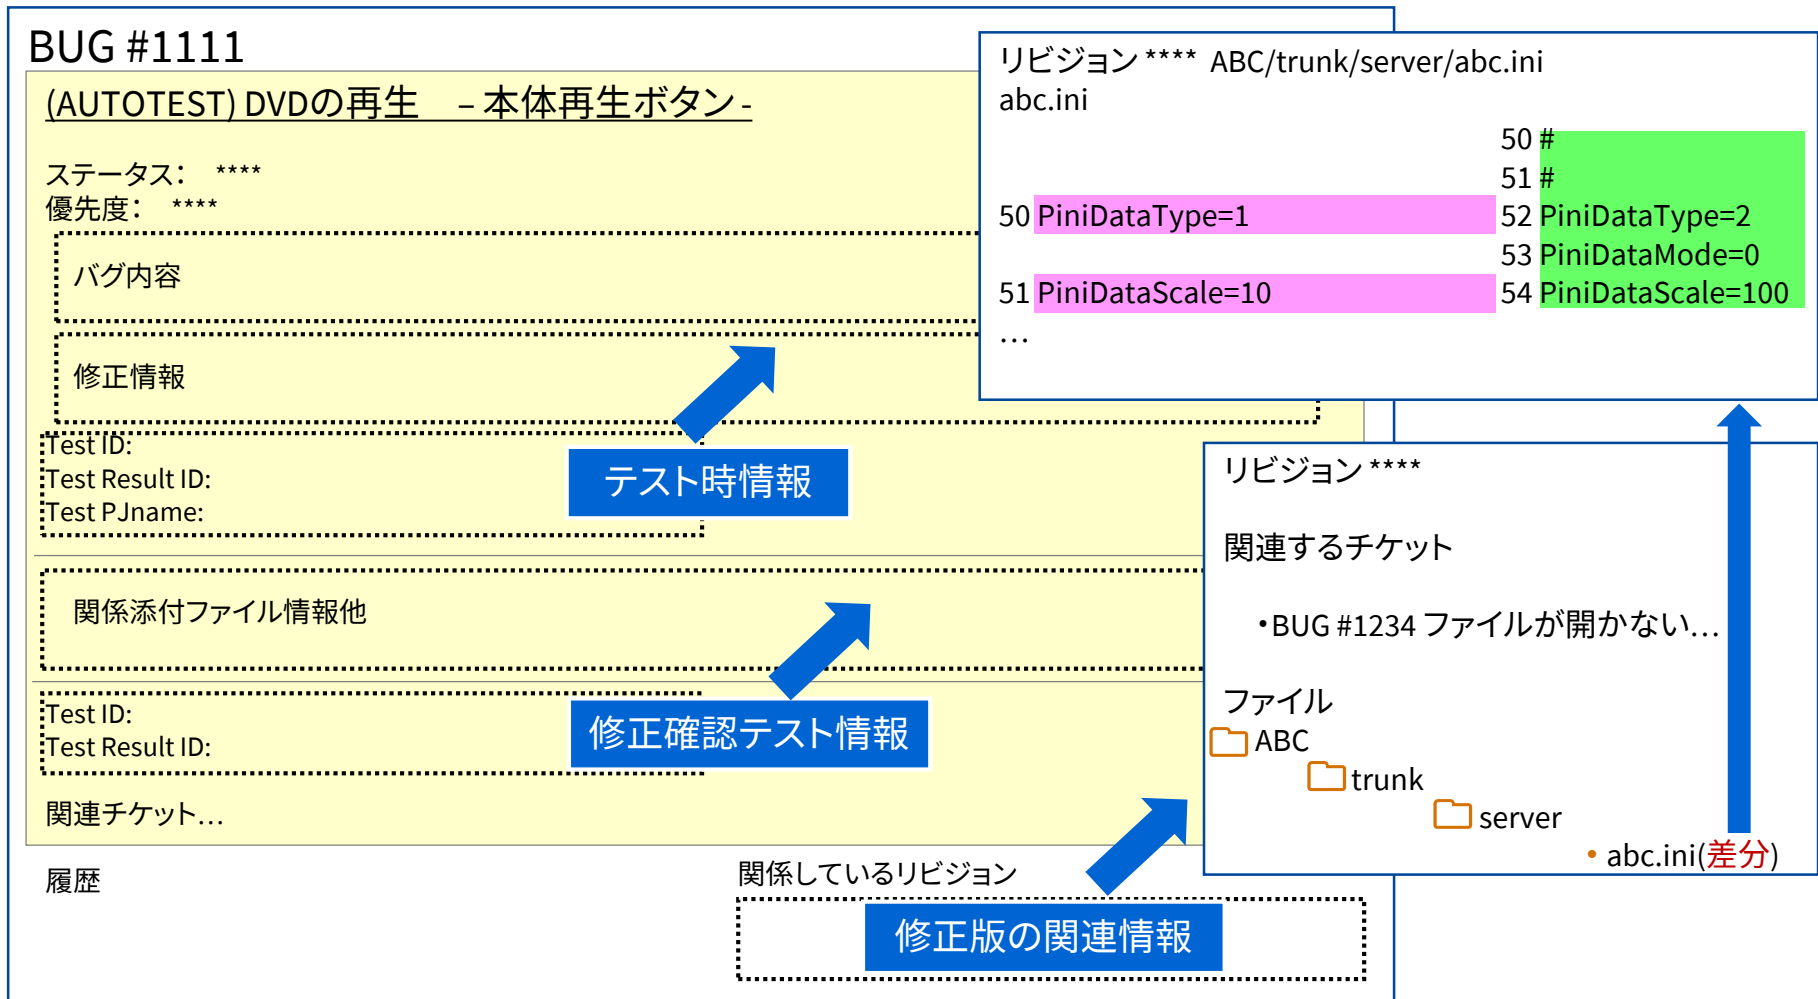 BUG #1111
(AUTOTEST) DVDの再生　– 本体再生ボタン -
ステータス：　****
優先度：　****
バグ内容
修正情報
Test ID:
Test Result ID:
Test PJname:
テスト時情報
関係添付ファイル情報他
Test ID:
Test Result ID:
修正確認テスト情報
関連チケット…
履歴
関係しているリビジョン
修正版の関連情報
リビジョン **** ABC/trunk/server/abc.ini
abc.ini
50 #
51 #
50 PiniDataType=1 52 PiniDataType=2
53 PiniDataMode=0
51 PiniDataScale=10 54 PiniDataScale=100
…
リビジョン ****
関連するチケット
・BUG #1234 ファイルが開かない…
ファイル
ABC
trunk
server
• abc.ini(差分)